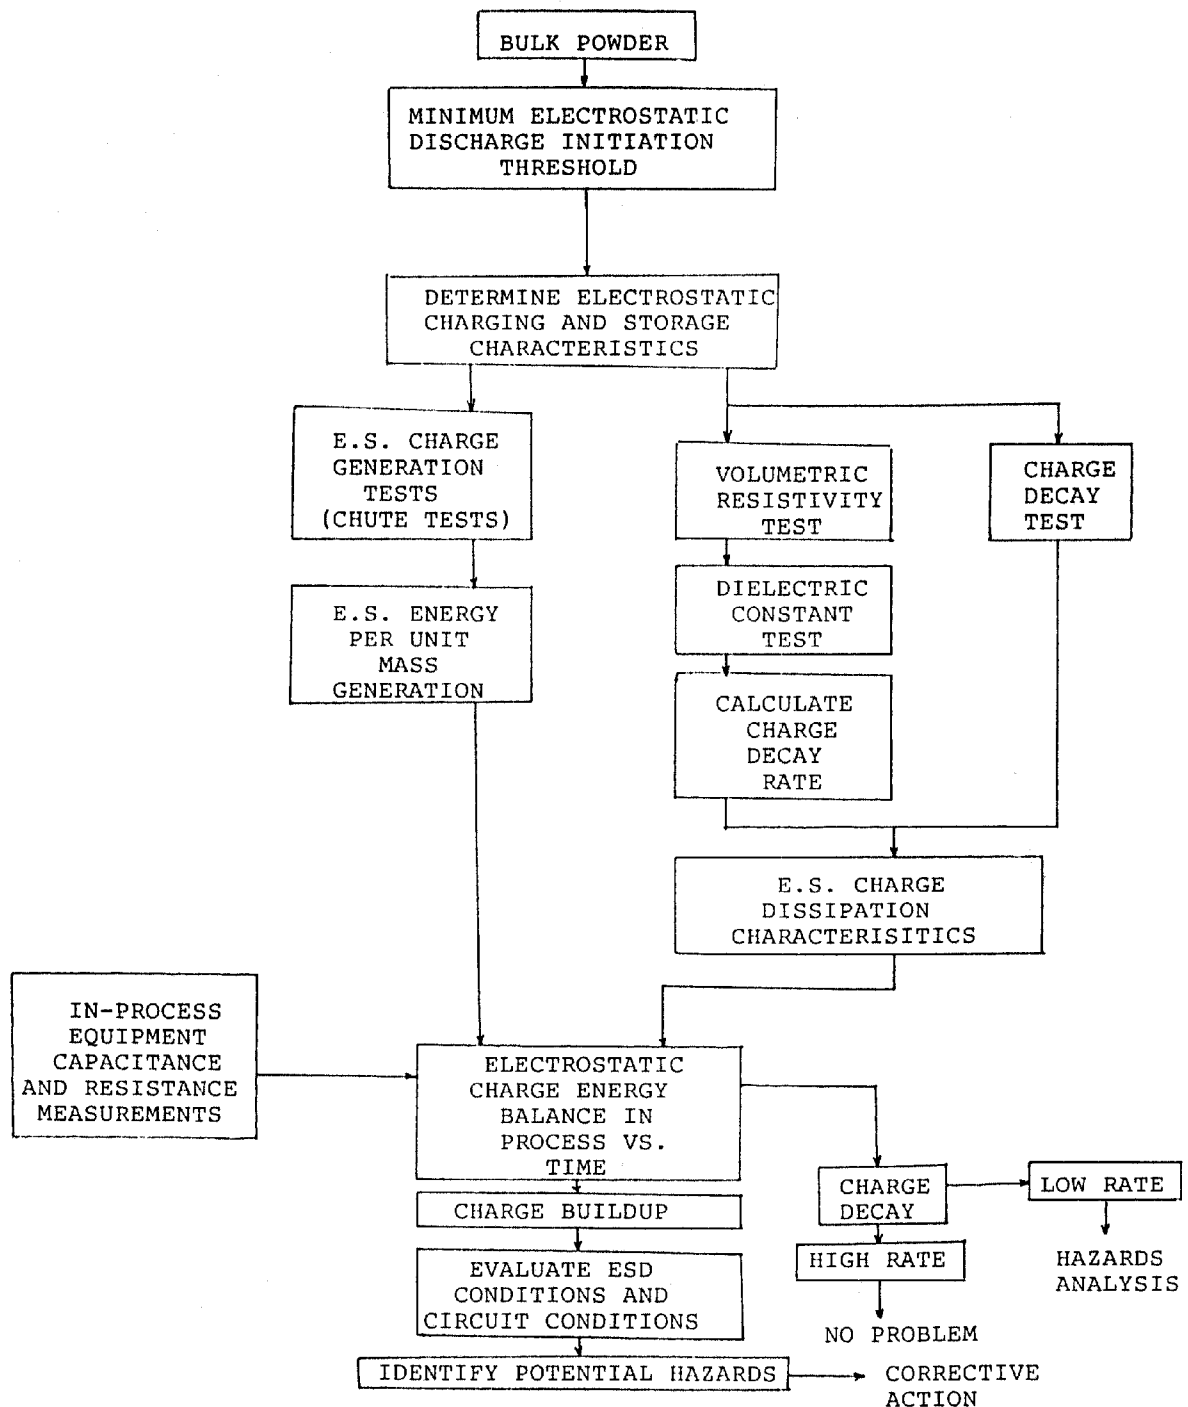 BULK POWDER
MINIMUM ELECTROSTATIC
DISCHARGE INITIATION
THRESHOLD
DETERMINE ELECTROSTATIC
CHARGING AND STORAGE
CHARACTERISTICS
E.S. CHARGE
GENERATION
TESTS
(CHUTE TESTS)
VOLUMETRIC
RESISTIVITY
TEST
CHARGE
DECAY
TEST
E.S. ENERGY
PER UNIT
MASS
GENERATION
DIELECTRIC
CONSTANT
TEST
CALCULATE
CHARGE
DECAY
RATE
E.S. CHARGE
DISSIPATION
CHARACTERISITICS
IN-PROCESS
EQUIPMENT
CAPACITANCE
AND RESISTANCE
MEASUREMENTS
ELECTROSTATIC
CHARGE ENERGY
BALANCE IN
PROCESS VS.
TIME
CHARGE
DECAY
LOW RATE
CHARGE BUILDUP
HIGH RATE
HAZARDS
ANALYSIS
EVALUATE ESD
CONDITIONS AND
CIRCUIT CONDITIONS
NO PROBLEM
IDENTIFY POTENTIAL HAZARDS
CORRECTIVE
ACTION